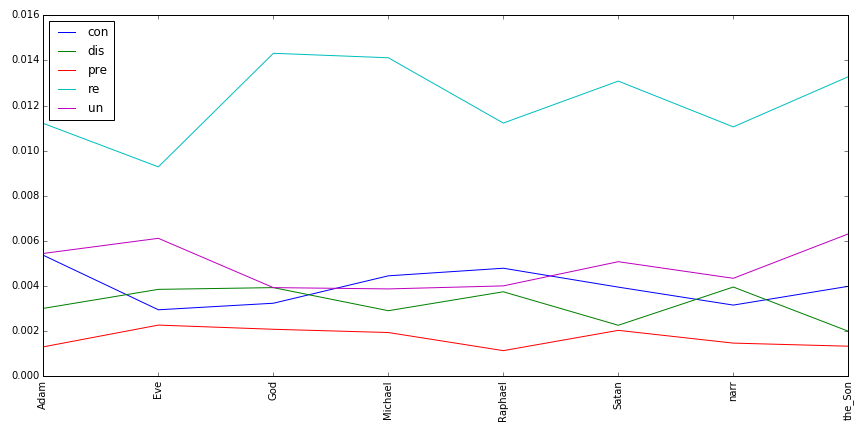 0.016
0.014
0.012
0.010
0.008
0.006
0.004
0.002
0.000
con
dis
pre
re
un
Adam
Eve
God
Michael
Raphael
Satan
narr
the_Son